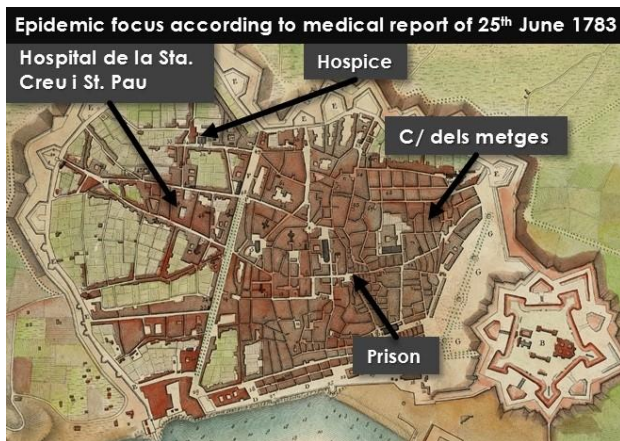 Epidemic focus according to medical report of 25th June 1783
Hospital de la Sta.
Creu i St. Pau
Hospice
C/ dels metges
Prison